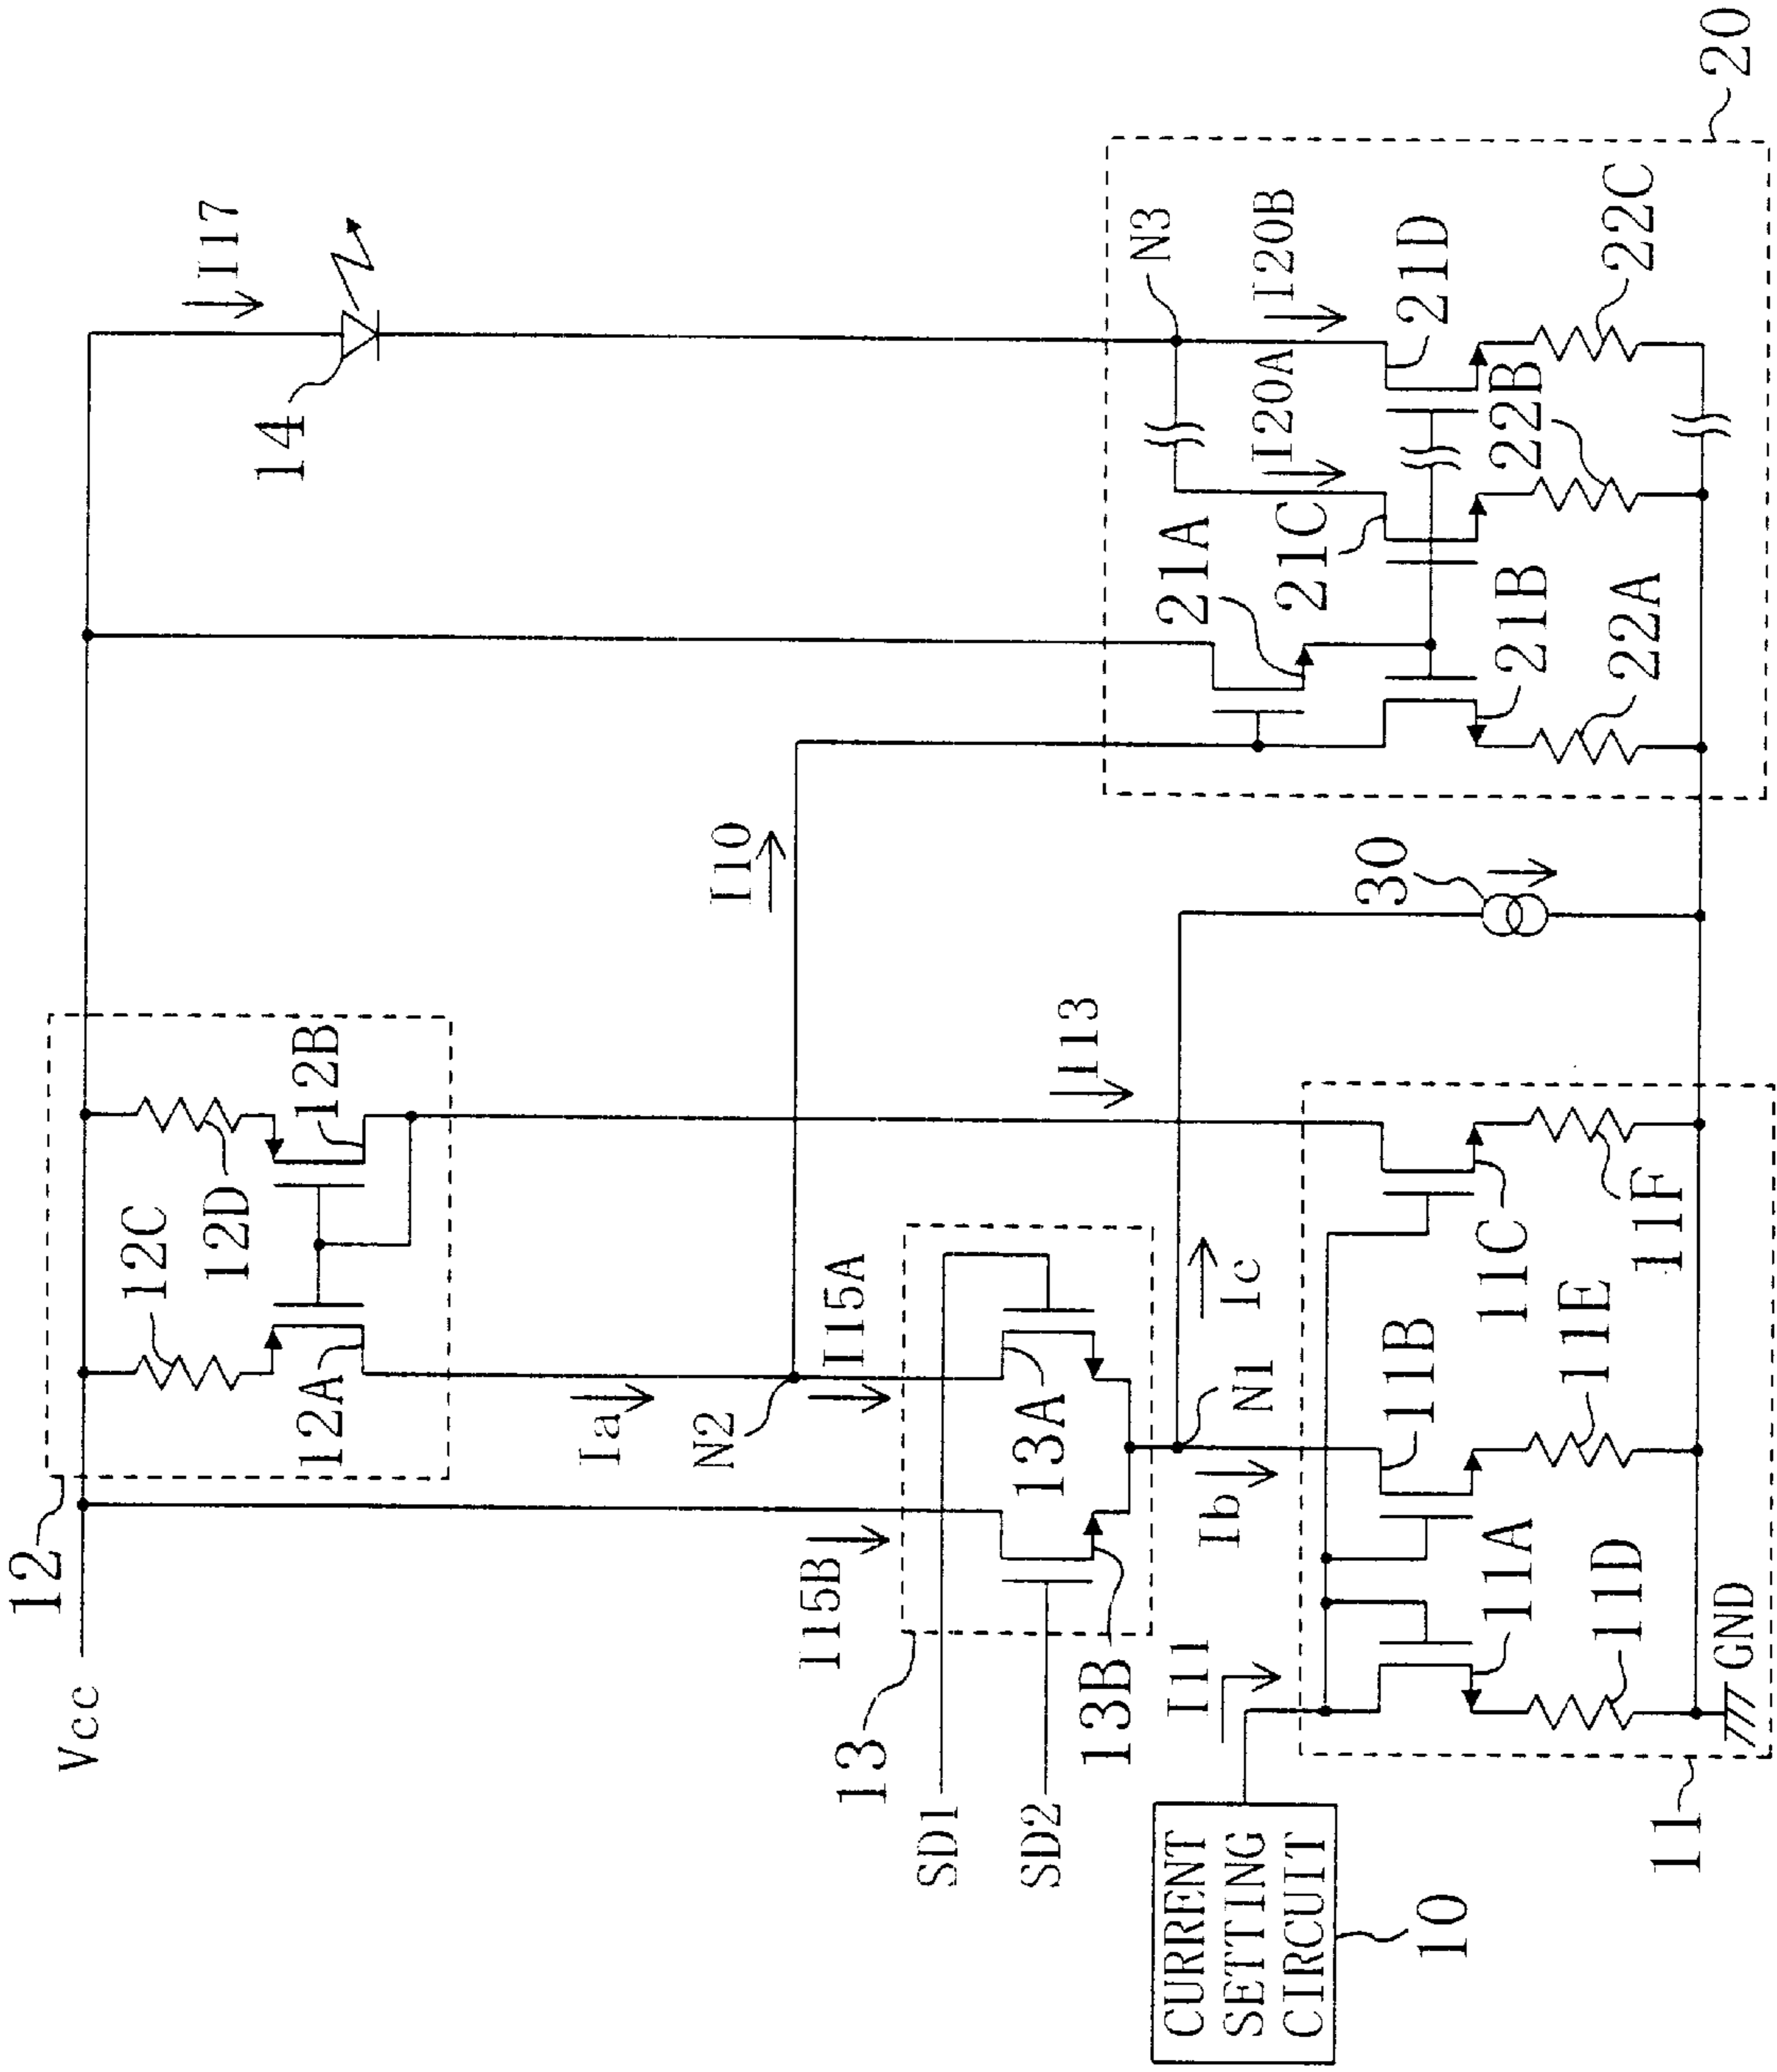 Vcc
12
12C
12D
12A
12B
I17
14
Ia
N2
I10
I15B
I15A
I13
13
13A
13B
SD1
SD2
N1
Ic
Ib
I11
CURRENT
SETTING
CIRCUIT
10
11
11A
11B
11C
11D
11E
11F
GND
30
20
N3
I20A
I20B
21A
21B
21C
21D
22A
22B
22C